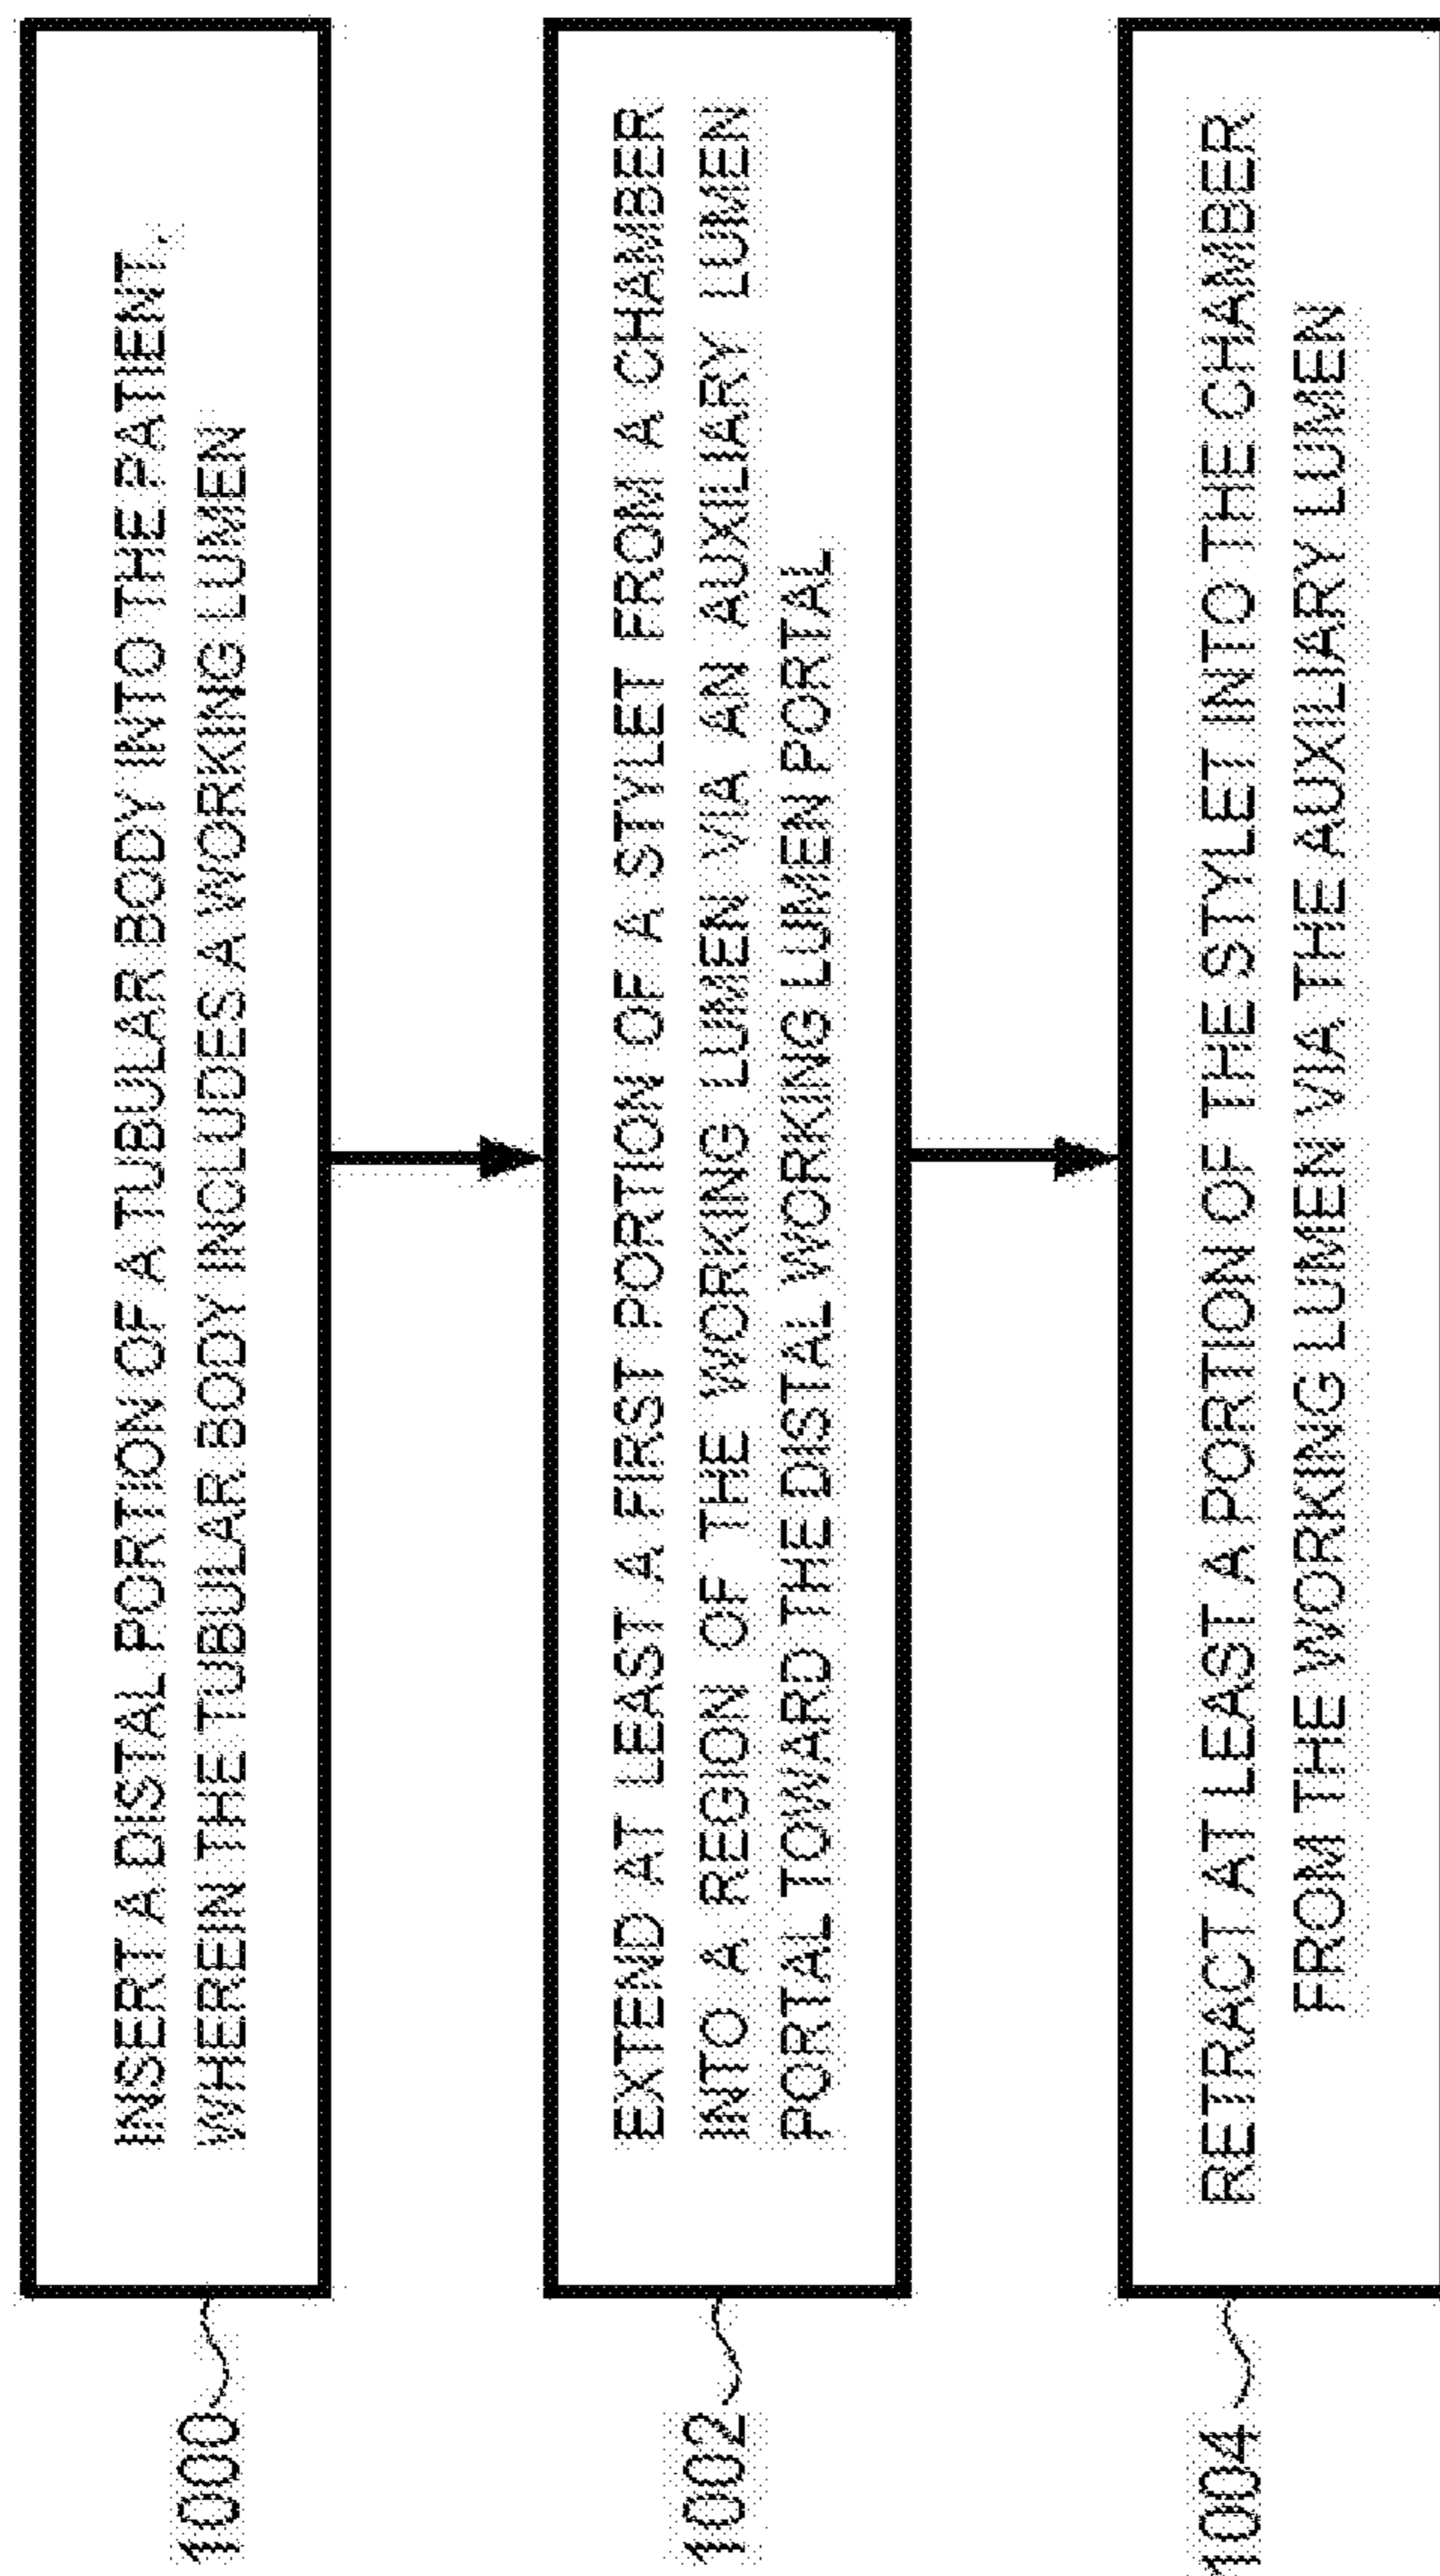 1000
INSERT A DISTAL PORTION OF A TUBULAR BODY INTO THE PATIENT,
WHEREIN THE TUBULAR BODY INCLUDES A WORKING LUMEN
1002
EXTEND AT LEAST A FIRST PORTION OF A STYLET FROM A CHAMBER
INTO A REGION OF THE WORKING LUMEN VIA AN AUXILIARY LUMEN
PORTAL TOWARD THE DISTAL WORKING LUMEN PORTAL
1004
RETRACT AT LEAST A PORTION OF THE STYLET INTO THE CHAMBER
FROM THE WORKING LUMEN VIA THE AUXILIARY LUMEN